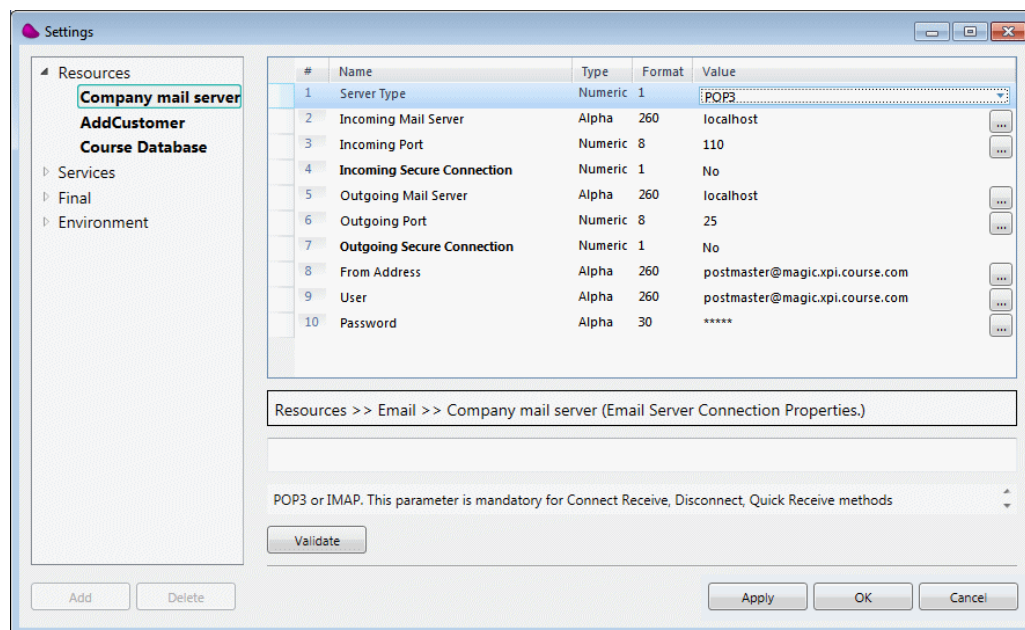 Settings
Resources
Company mail server
AddCustomer
Course Database
Services
Final
Environment
# Name Type Format Value
1 Server Type Numeric 1 POP3
2 Incoming Mail Server Alpha 260 localhost ...
3 Incoming Port Numeric 8 110 ...
4 Incoming Secure Connection Numeric 1 No
5 Outgoing Mail Server Alpha 260 localhost ...
6 Outgoing Port Numeric 8 25 ...
7 Outgoing Secure Connection Numeric 1 No
8 From Address Alpha 260 postmaster@magic.xpi.course.com ...
9 User Alpha 260 postmaster@magic.xpi.course.com ...
10 Password Alpha 30 ***** ...
Resources >> Email >> Company mail server (Email Server Connection Properties.)
POP3 or IMAP. This parameter is mandatory for Connect Receive, Disconnect, Quick Receive methods
Validate
Add Delete Apply OK Cancel